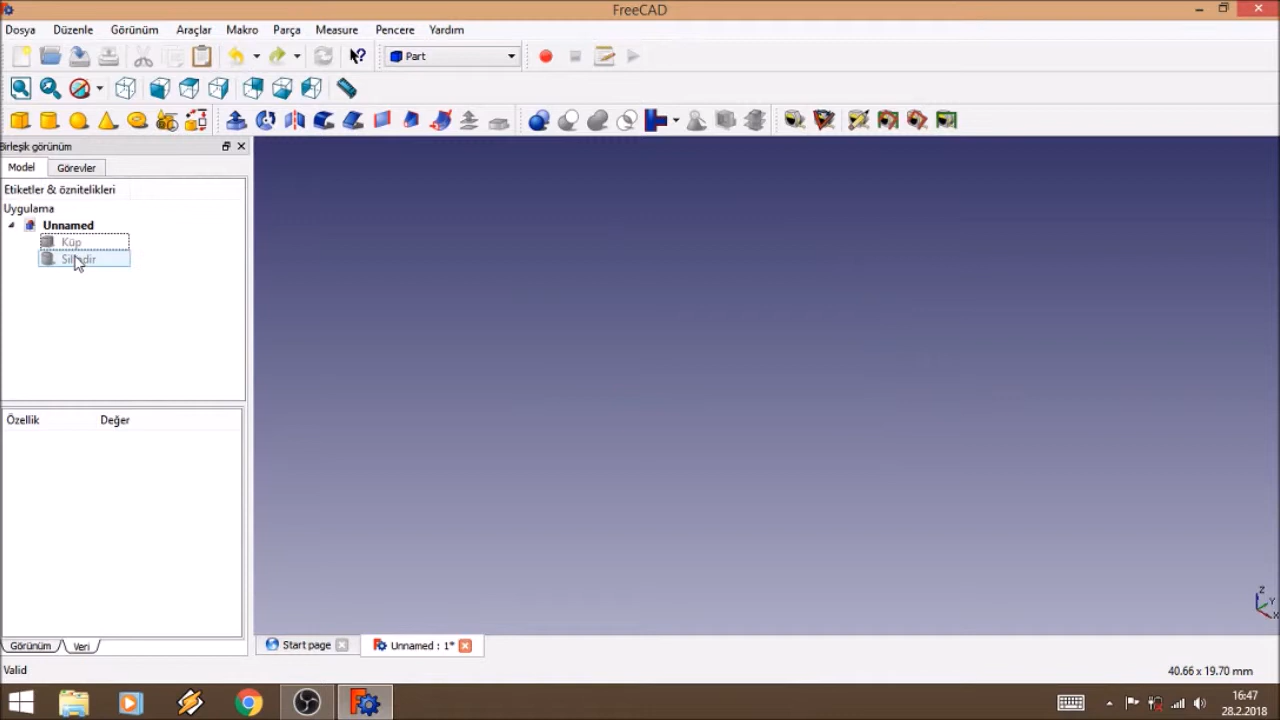 FreeCAD
Dosya Düzenle Görünüm Araçlar Makro Parça Measure Pencere Yardım
Part
Birleşik görünüm
Model Görevler
Etiketler & öznitelikleri
Uygulama
Unnamed
Küp
Silindir
Özellik Değer
Görünüm Veri
Start page Unnamed : 1*
Valid 40.66 x 19.70 mm
Z
Y
X
16:47
28.2.2018